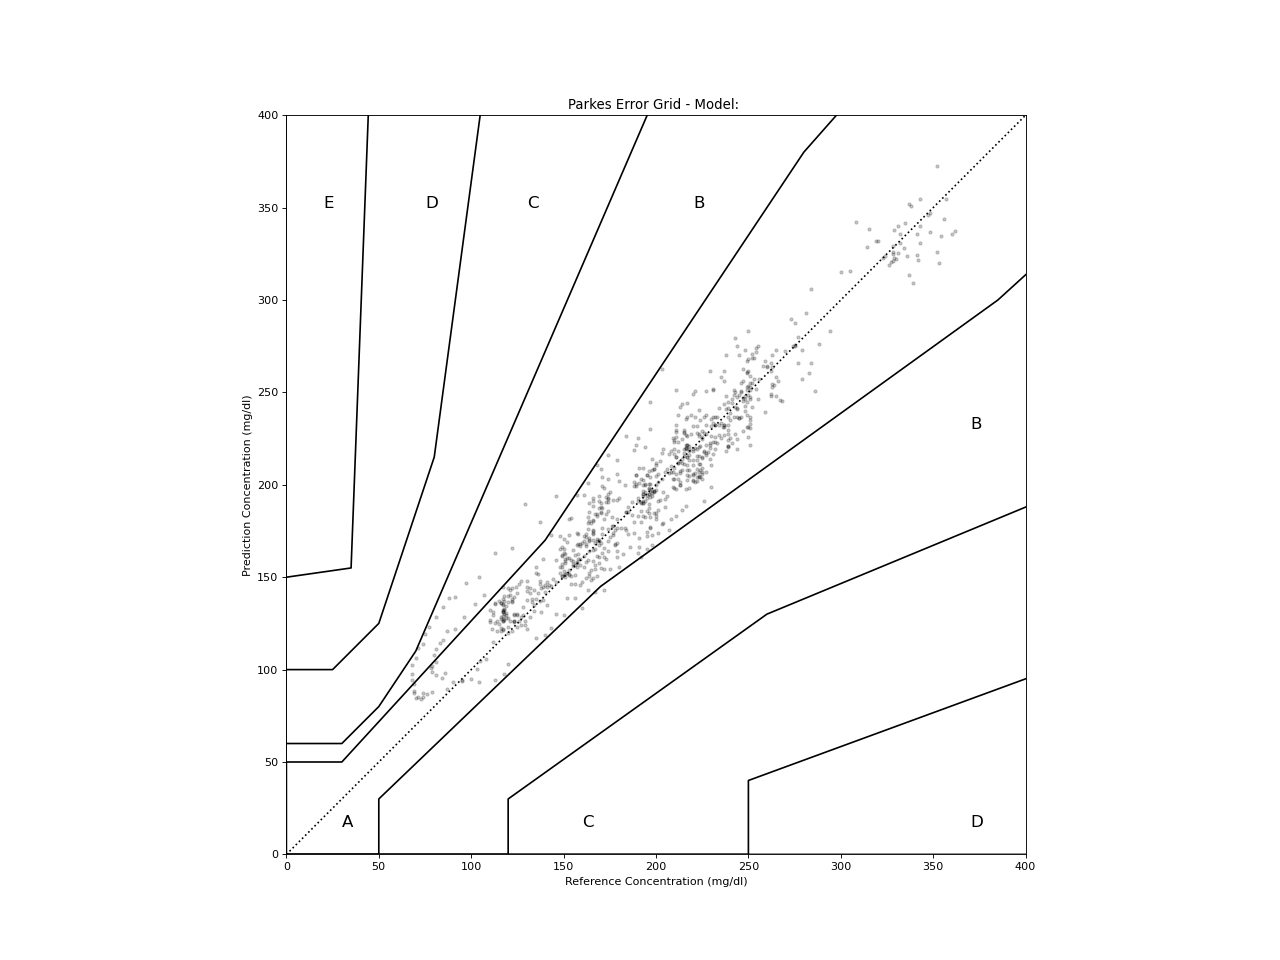 Parkes Error Grid - Model:
400
350
300
250
200
150
100
50
0
Prediction Concentration (mg/dl)
E D C B
B
A C D
0 50 100 150 200 250 300 350 400
Reference Concentration (mg/dl)